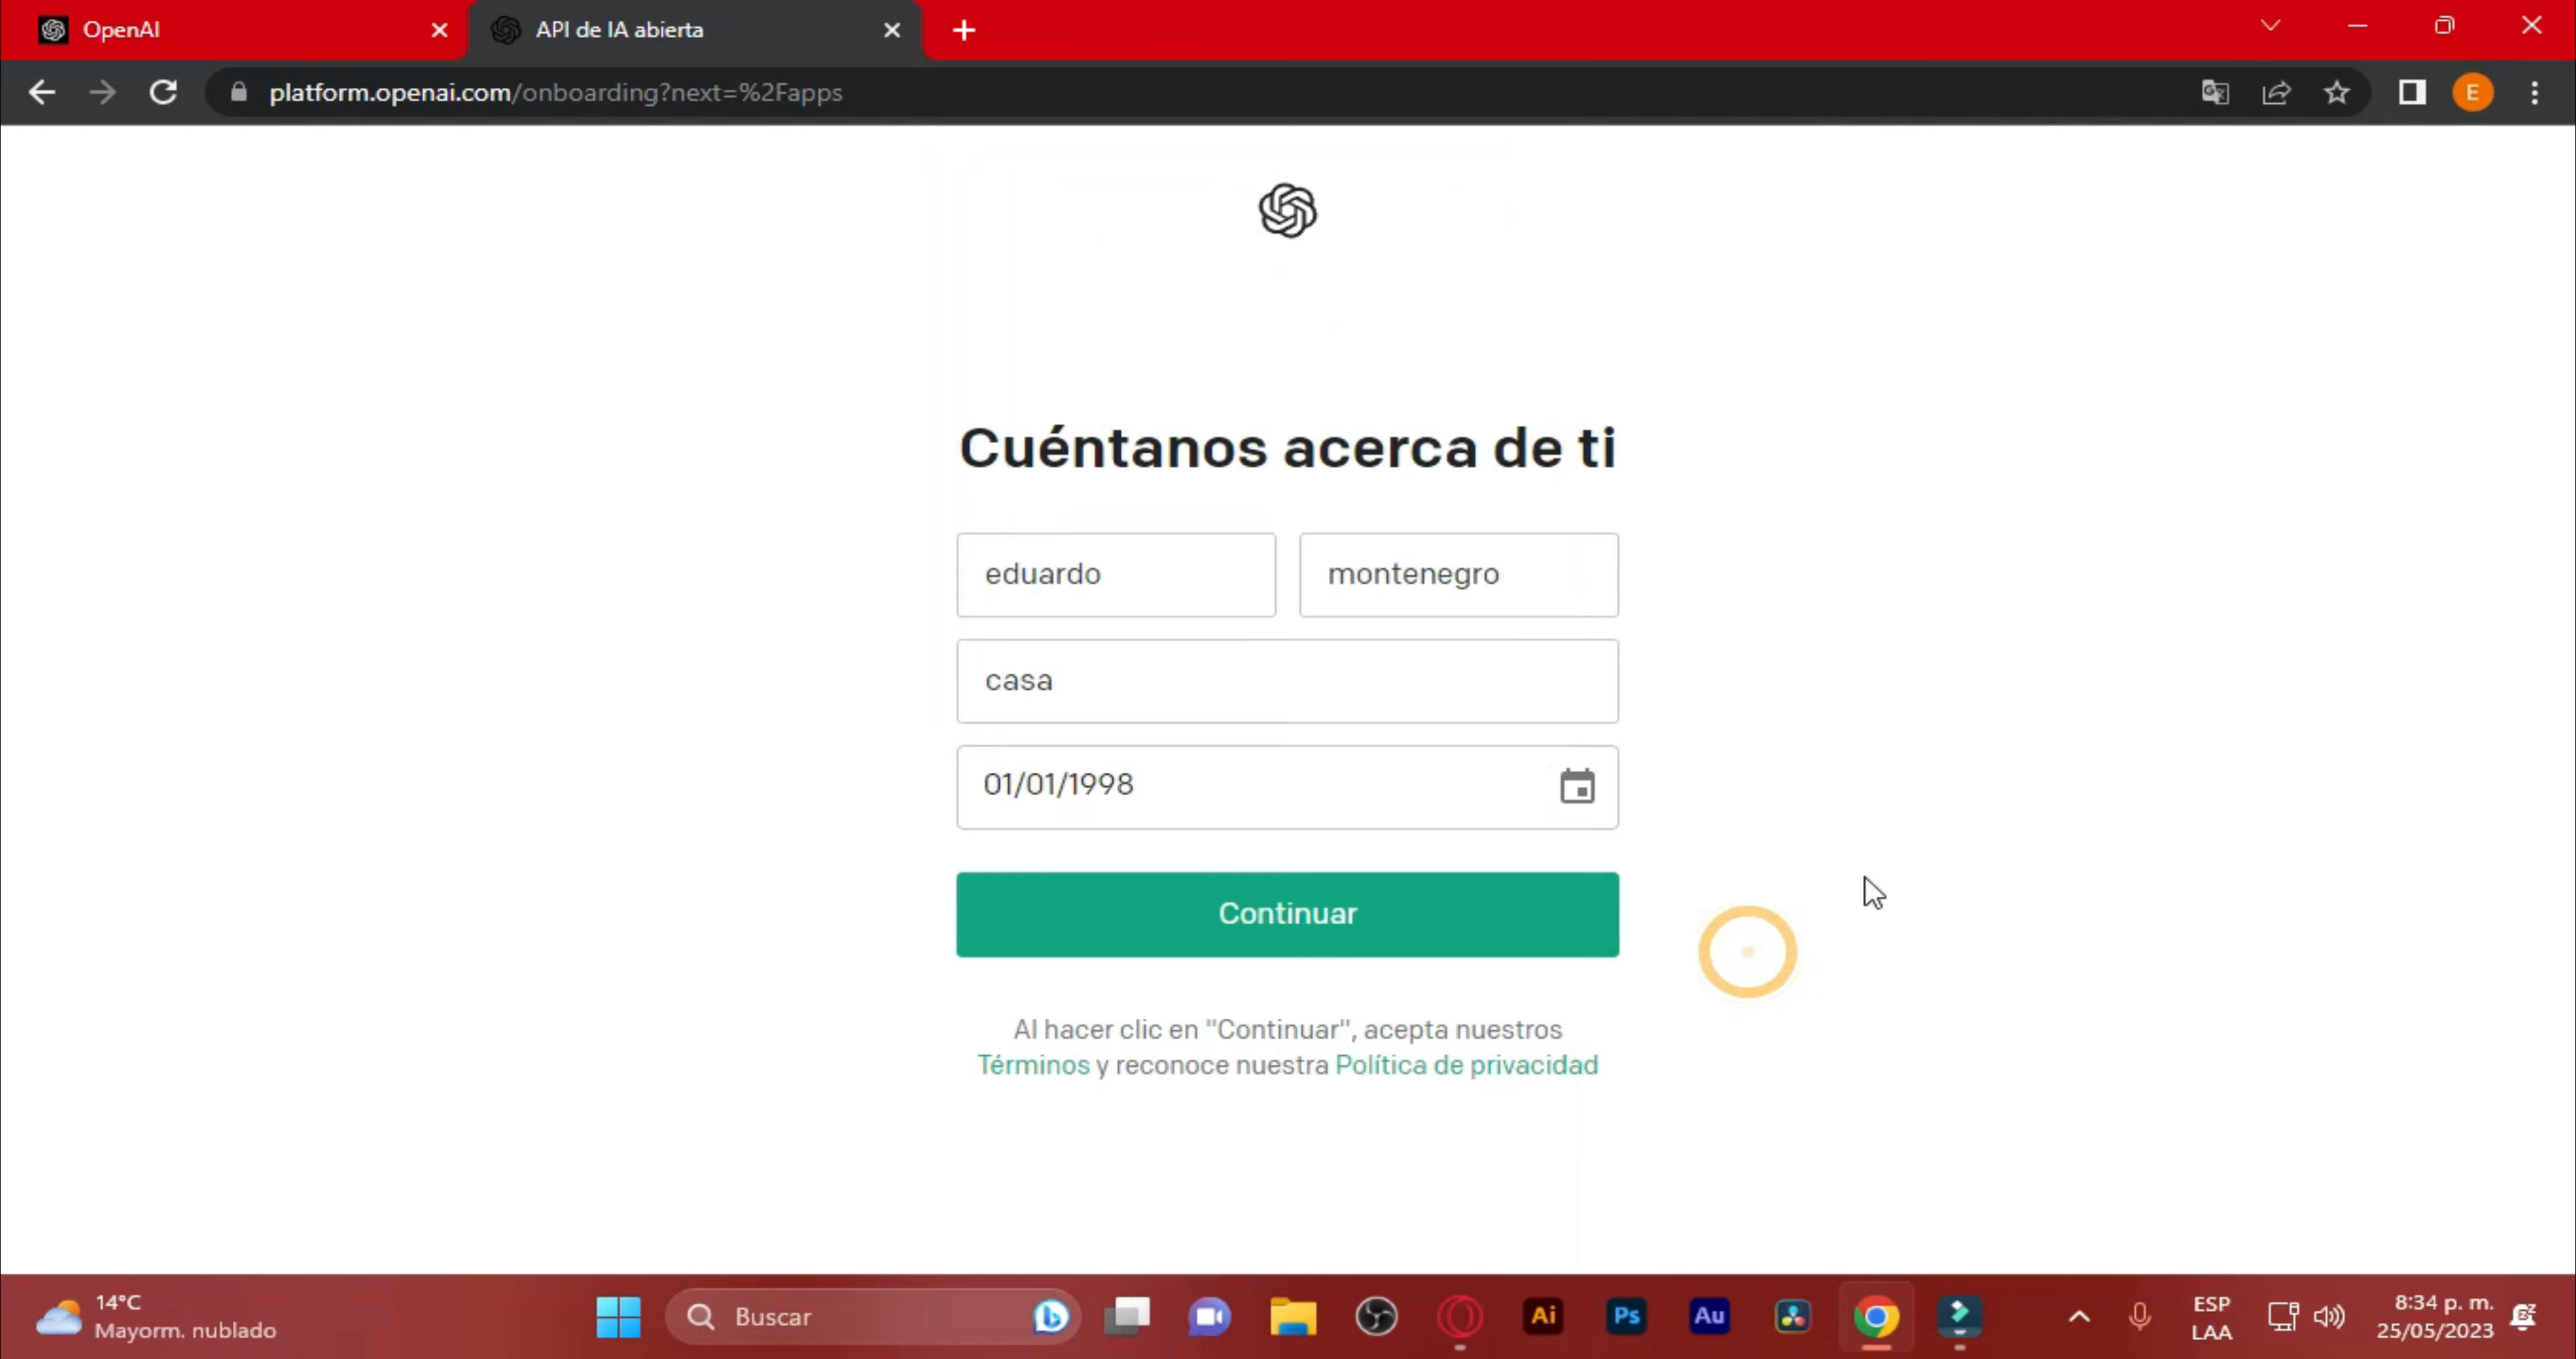 OpenAI
API de IA abierta
platform.openai.com/onboarding?next=%2Fapps
E
Cuéntanos acerca de ti
eduardo
montenegro
casa
01/01/1998
Continuar
Al hacer clic en "Continuar", acepta nuestros
Términos y reconoce nuestra Política de privacidad
14°C
Mayorm. nublado
Buscar
Ai
Ps
Au
ESP
LAA
8:34 p. m.
25/05/2023